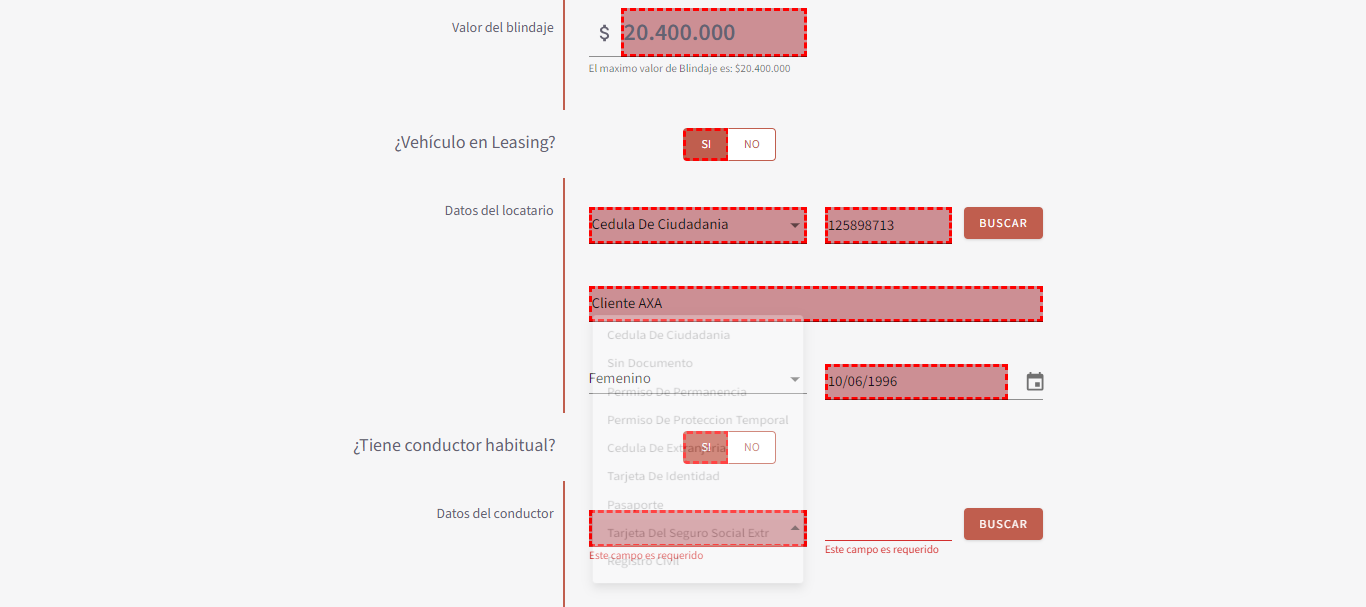 Valor del blindaje
$ 20.400.000
El maximo valor de Blindaje es: $20.400.000
¿Vehículo en Leasing?
SI NO
Datos del locatario
Cedula De Ciudadania 125898713 BUSCAR
Cliente AXA
Cedula De Ciudadania
Sin Documento
Femenino 10/06/1996
Permiso De Permanencia
Permiso De Proteccion Temporal
¿Tiene conductor habitual?
SI NO
Cedula De Extranjeria
Tarjeta De Identidad
Pasaporte
Datos del conductor
BUSCAR
Tarjeta Del Seguro Social Extr
Este campo es requerido Este campo es requerido
Registro Civil